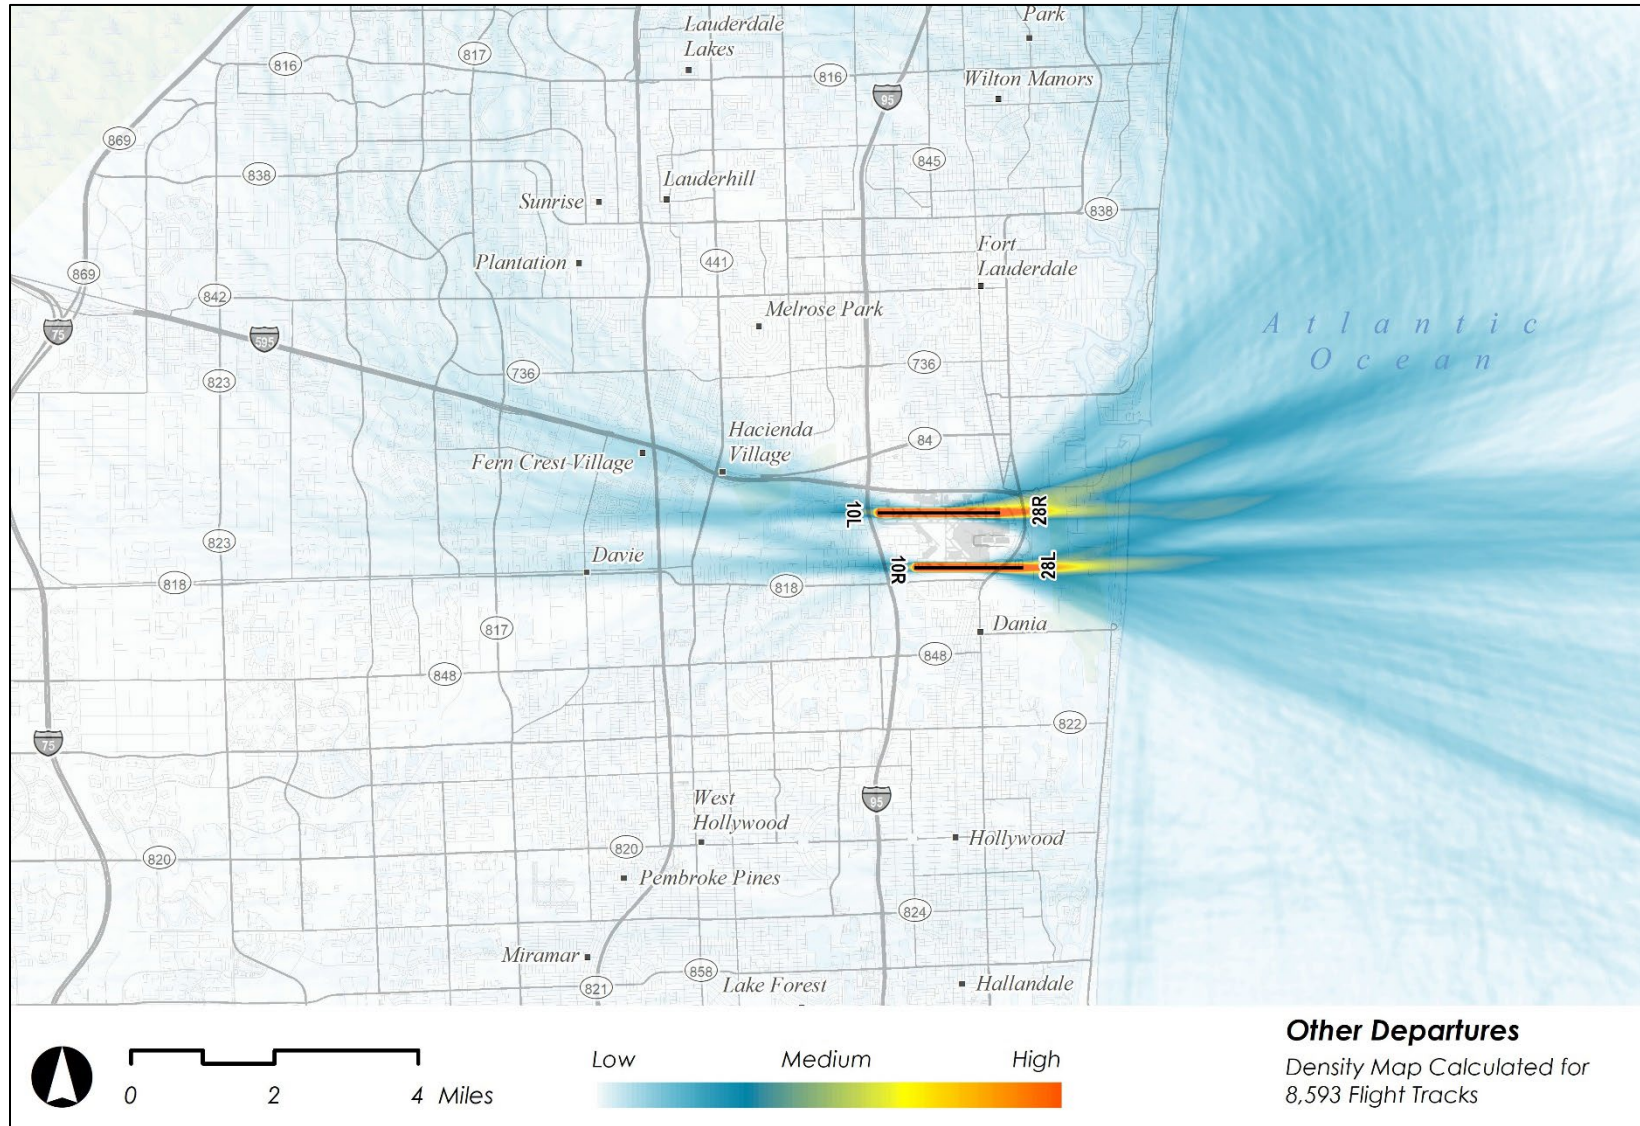 Lauderdale
Lakes
Park
817
816
816
Wilton Manors
95
869
845
838
Lauderhill
Sunrise
838
Fort
Lauderdale
Plantation
441
869
842
Melrose Park
Atlantic
Ocean
75
595
736
736
823
Hacienda
Village
84
Fern Crest Village
10L
28R
823
Davie
10R
28L
818
818
817
Dania
848
848
822
75
West
Hollywood
95
820
820
Hollywood
Pembroke Pines
824
Miramar
858
821
Lake Forest
Hallandale
Other Departures
Low
Medium
High
Density Map Calculated for
8,593 Flight Tracks
0
2
4 Miles